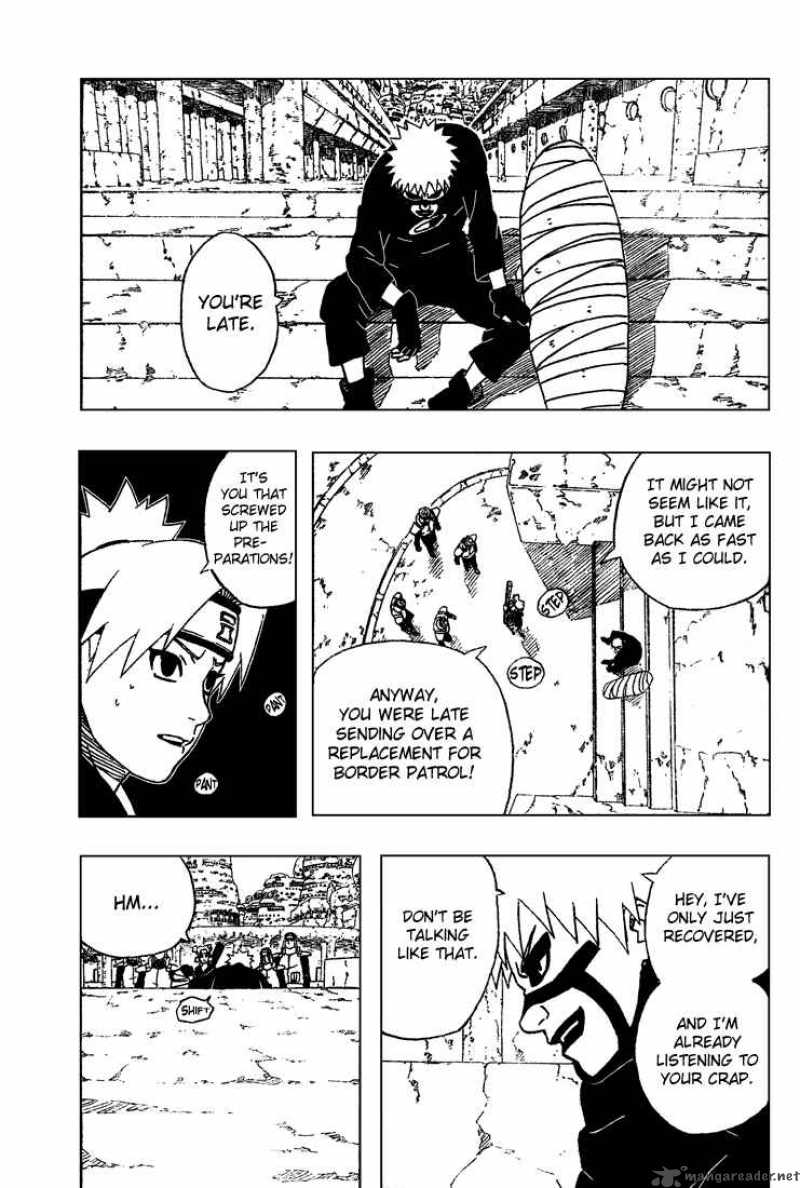 YOU'RE
LATE.
IT MIGHT NOT
SEEM LIKE IT,
BUT I CAME
BACK AS FAST
AS I COULD.
STEP
STEP
ANYWAY,
YOU WERE LATE
SENDING OVER A
REPLACEMENT FOR
BORDER PATROL!
IT'S
YOU THAT
SCREWED
UP THE
PRE-
PARATIONS!
PANT
PANT
HEY, I'VE
ONLY JUST
RECOVERED,
AND I'M
ALREADY
LISTENING TO
YOUR CRAP.
DON'T BE
TALKING
LIKE THAT.
HM...
SHIFT
mangareader.net